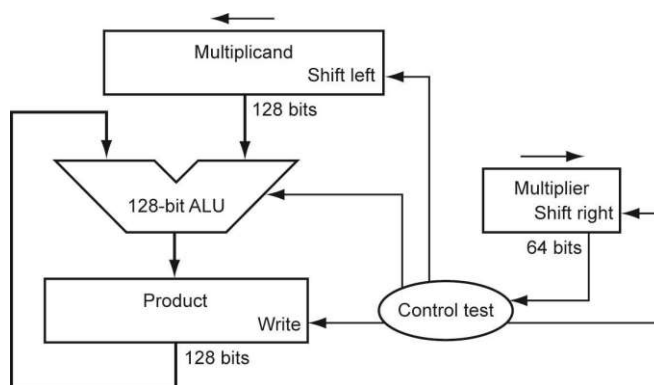 Multiplicand
Shift left
128 bits
128-bit ALU
Multiplier
Shift right
64 bits
Product
Write
Control test
128 bits